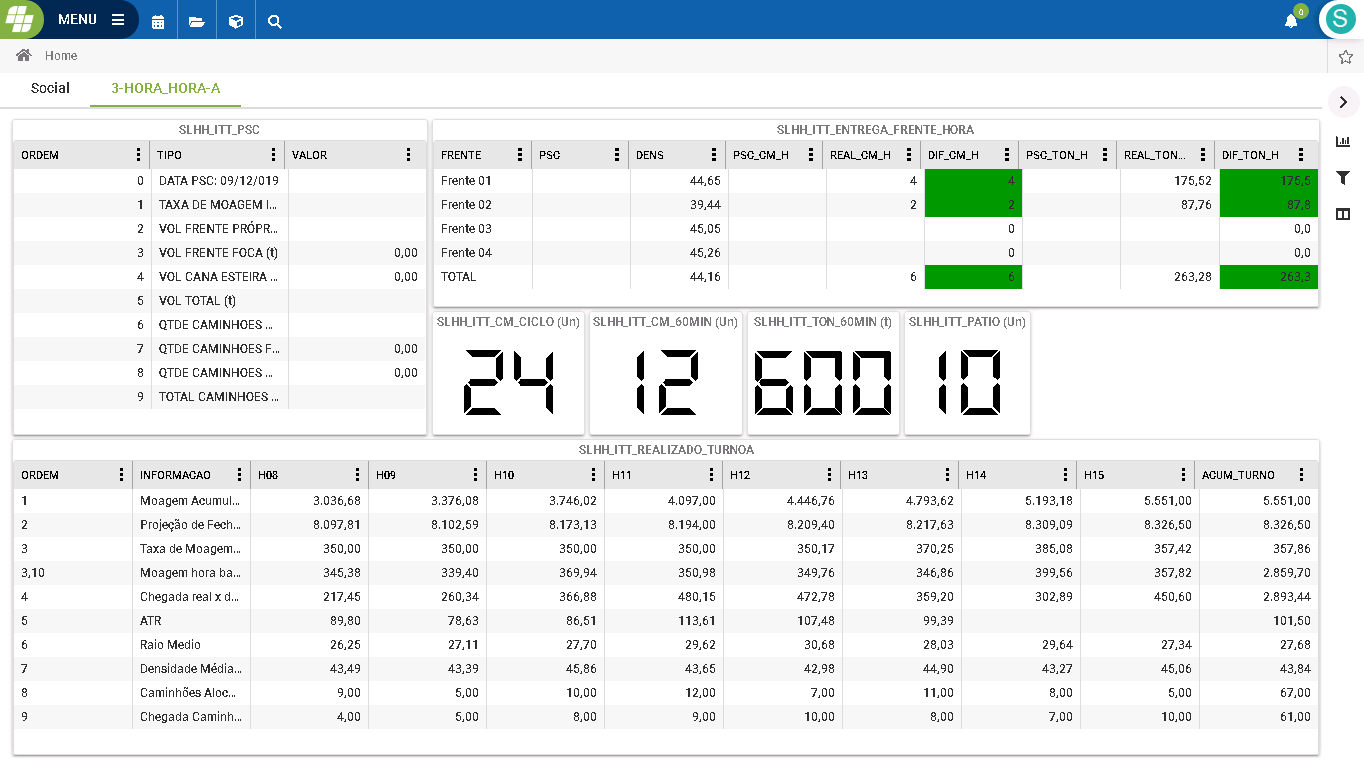 MENU
0
S
Home
Social 3-HORA_HORA-A
SLHH_ITT_PSC
ORDEM TIPO VALOR
0 DATA PSC: 09/12/019
1 TAXA DE MOAGEM I...
2 VOL FRENTE PRÓPR...
3 VOL FRENTE FOCA (t) 0,00
4 VOL CANA ESTEIRA ... 0,00
5 VOL TOTAL (t)
6 QTDE CAMINHOES ...
7 QTDE CAMINHOES F... 0,00
8 QTDE CAMINHOES ... 0,00
9 TOTAL CAMINHOES ...
SLHH_ITT_ENTREGA_FRENTE_HORA
FRENTE PSC DENS PSC_CM_H REAL_CM_H DIF_CM_H PSC_TON_H REAL_TON... DIF_TON_H
Frente 01 44,65 4 4 175,52 175,5
Frente 02 39,44 2 2 87,76 87,8
Frente 03 45,05 0 0,0
Frente 04 45,26 0 0,0
TOTAL 44,16 6 6 263,28 263,3
SLHH_ITT_CM_CICLO (Un) SLHH_ITT_CM_60MIN (Un) SLHH_ITT_TON_60MIN (t) SLHH_ITT_PATIO (Un)
24 12 600 10
SLHH_ITT_REALIZADO_TURNOA
ORDEM INFORMACAO H08 H09 H10 H11 H12 H13 H14 H15 ACUM_TURNO
1 Moagem Acumul... 3.036,68 3.376,08 3.746,02 4.097,00 4.446,76 4.793,62 5.193,18 5.551,00 5.551,00
2 Projeção de Fech... 8.097,81 8.102,59 8.173,13 8.194,00 8.209,40 8.217,63 8.309,09 8.326,50 8.326,50
3 Taxa de Moagem... 350,00 350,00 350,00 350,00 350,17 370,25 385,08 357,42 357,86
3,10 Moagem hora ba... 345,38 339,40 369,94 350,98 349,76 346,86 399,56 357,82 2.859,70
4 Chegada real x d... 217,45 260,34 366,88 480,15 472,78 359,20 302,89 450,60 2.893,44
5 ATR 89,80 78,63 86,51 113,61 107,48 99,39 101,50
6 Raio Medio 26,25 27,11 27,70 29,62 30,68 28,03 29,64 27,34 27,68
7 Densidade Média... 43,49 43,39 45,86 43,65 42,98 44,90 43,27 45,06 43,84
8 Caminhões Aloc... 9,00 5,00 10,00 12,00 7,00 11,00 8,00 5,00 67,00
9 Chegada Caminh... 4,00 5,00 8,00 9,00 10,00 8,00 7,00 10,00 61,00